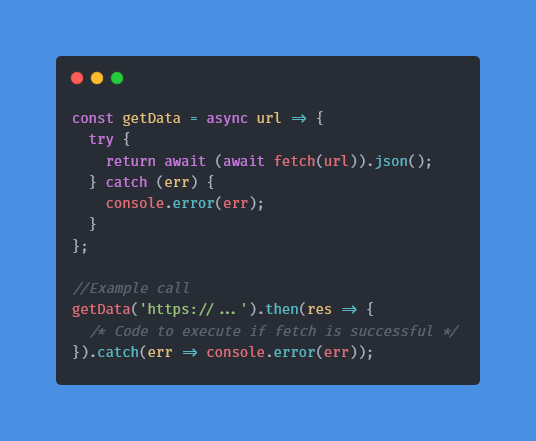 const getData = async url => {
  try {
    return await (await fetch(url)).json();
  } catch (err) {
    console.error(err);
  }
};

//Example call
getData('https://...').then(res => {
  /* Code to execute if fetch is successful */
}).catch(err => console.error(err));